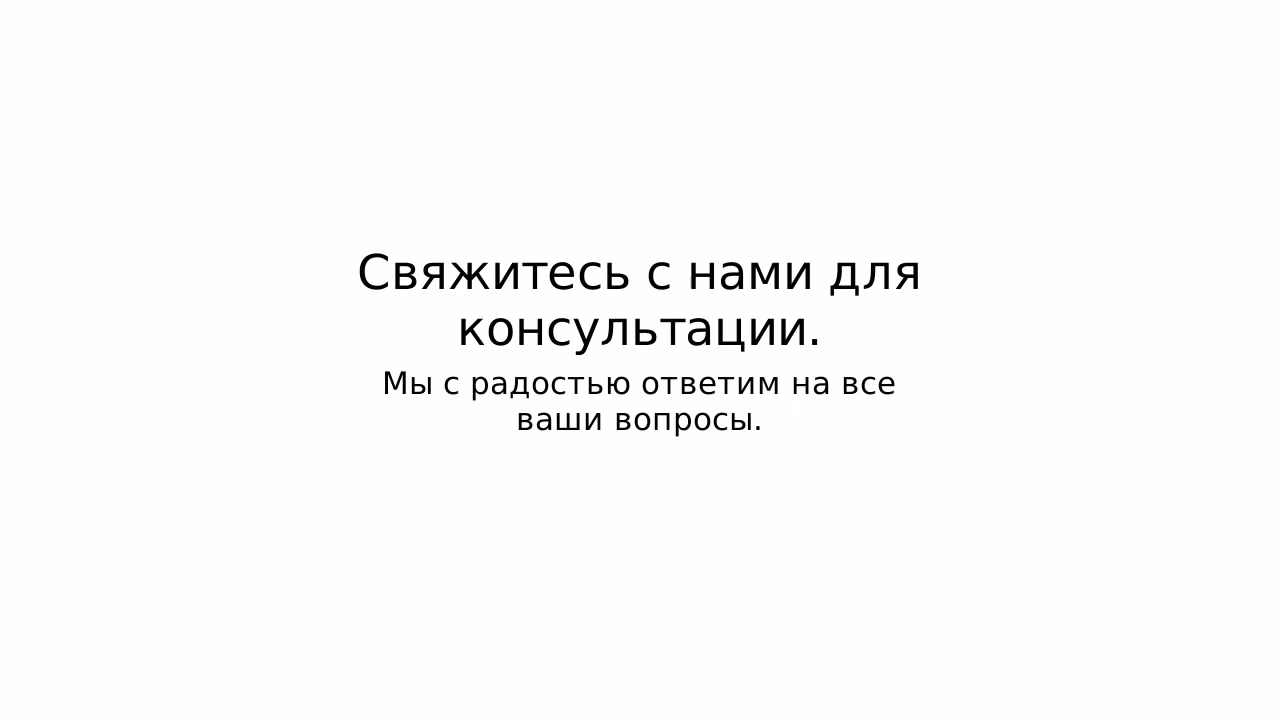 Свяжитесь с нами для
консультации.
Мы с радостью ответим на все
ваши вопросы.